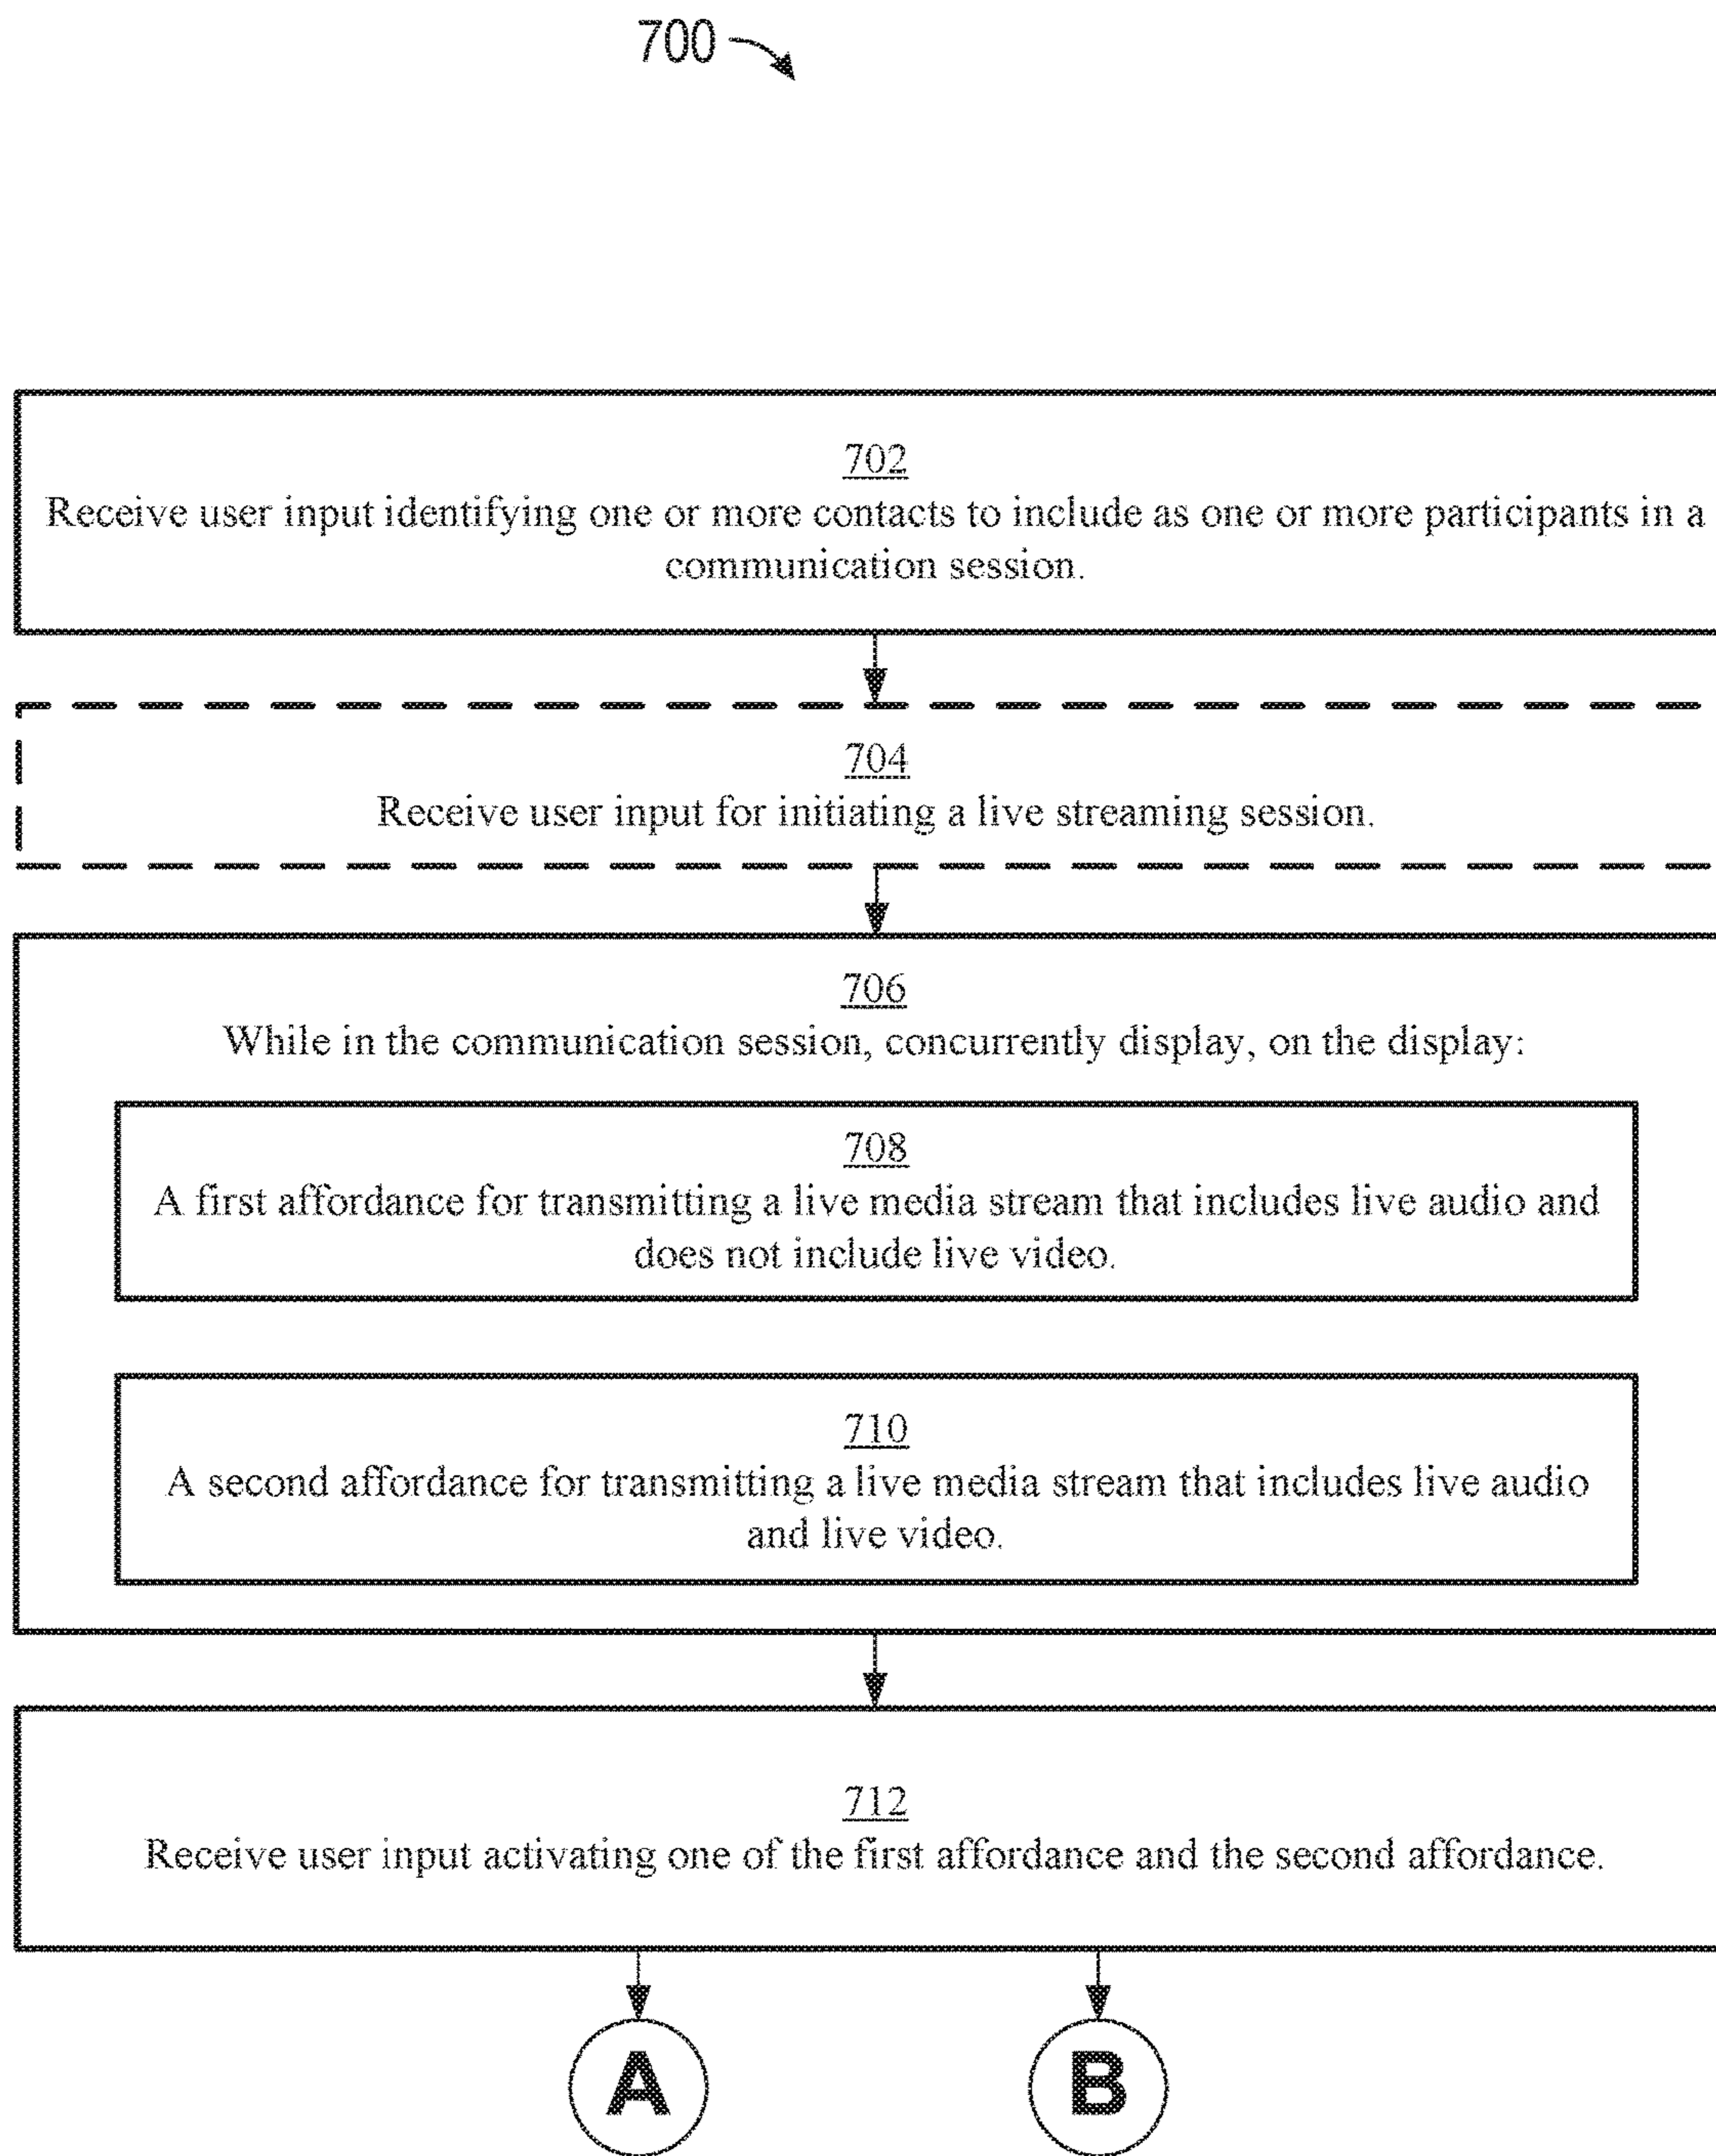 700
702
Receive user input identifying one or more contacts to include as one or more participants in a
communication session.
704
Receive user input for initiating a live streaming session.
706
While in the communication session, concurrently display, on the display:
708
A first affordance for transmitting a live media stream that includes live audio and
does not include live video.
710
A second affordance for transmitting a live media stream that includes live audio
and live video.
712
Receive user input activating one of the first affordance and the second affordance.
A B